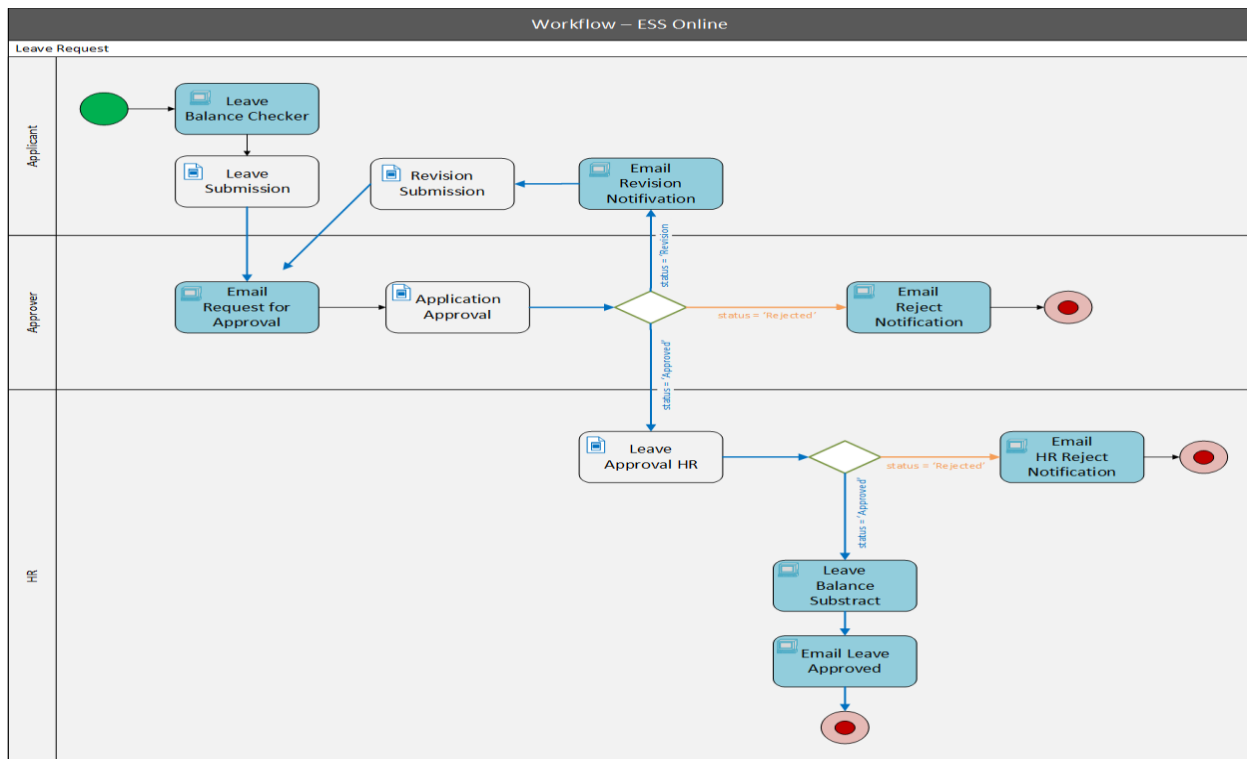 Workflow – ESS Online
Leave Request
Applicant
Leave
Balance Checker
Leave
Submission
Revision
Submission
Email
Revision
Notifivation
status = 'Revision
Approver
Email
Request for
Approval
Application
Approval
status = 'Rejected'
Email
Reject
Notification
status = 'Approved'
HR
Leave
Approval HR
status = 'Rejected'
Email
HR Reject
Notification
status = 'Approved'
Leave
Balance
Substract
Email Leave
Approved